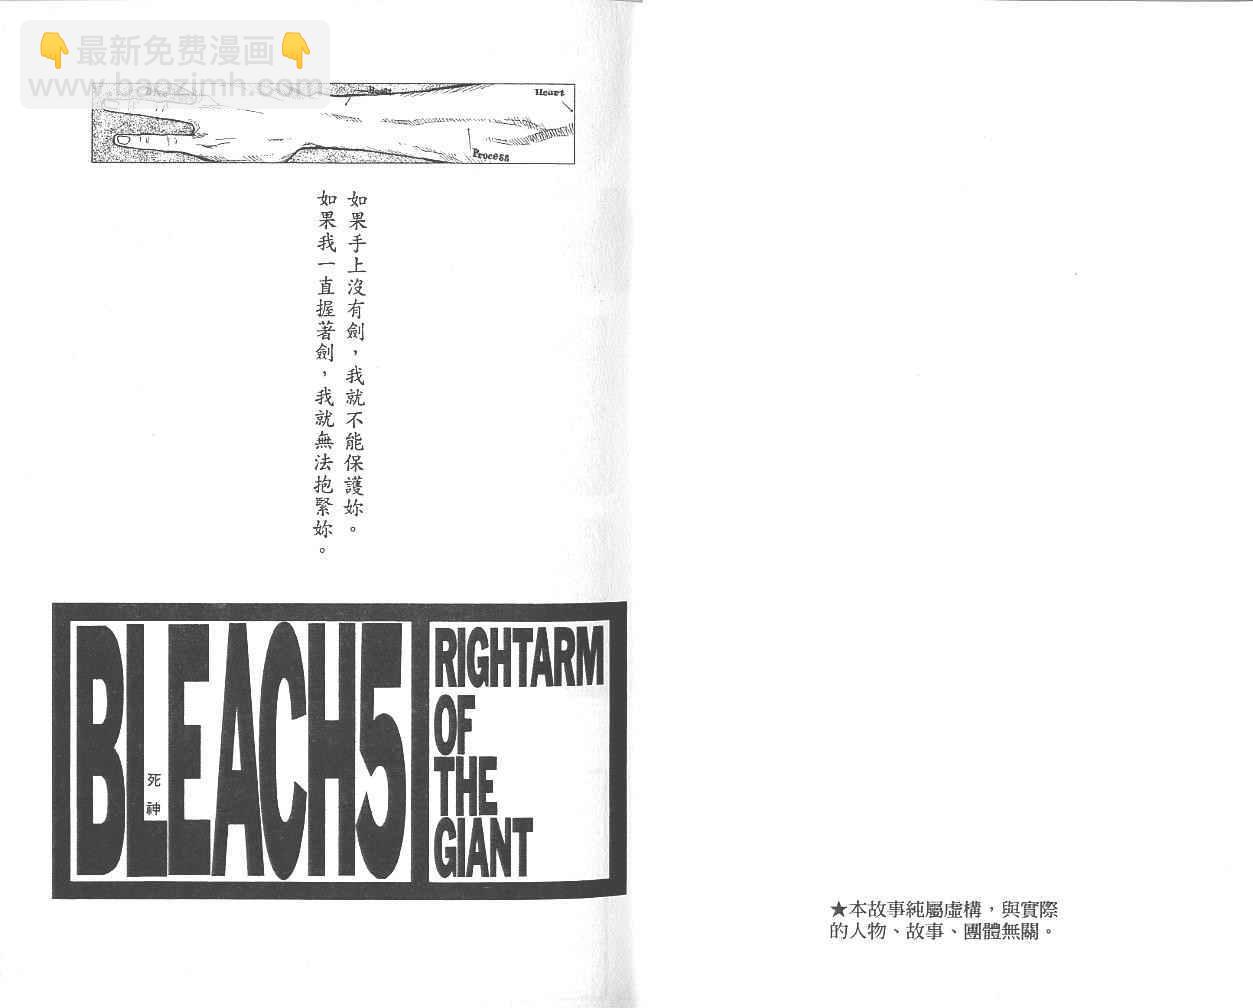 👇最新免费漫画👇
www.baozimh.com
Heart
Process
如果手上沒有劍，我就不能保護妳。
如果我一直握著劍，我就無法抱緊妳。
BLEACH5
死神
RIGHTARM
OF
THE
GIANT
★本故事純屬虛構，與實際
的人物、故事、團體無關。